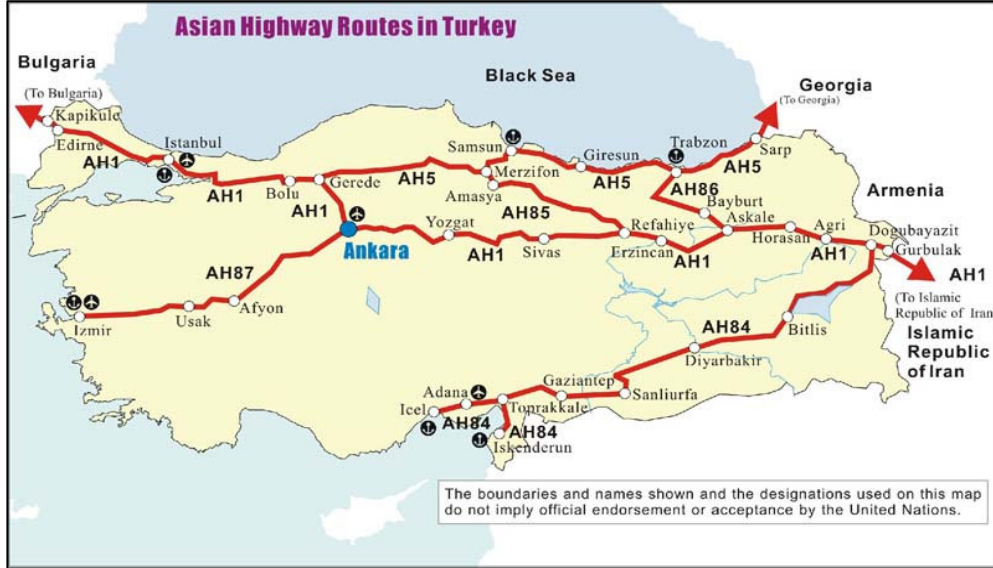 Asian Highway Routes in Turkey
Bulgaria
(To Bulgaria)
Black Sea
Georgia
(To Georgia)
Kapikule
Edirne
Istanbul
AH1
AH1
Bolu
Gerede
AH1
AH5
Samsun
Merzifon
Amasya
Giresun
AH5
Trabzon
AH5
Sarp
AH86
Bayburt
Armenia
AH85
Ankara
Yozgat
AH1
Sivas
Refahiye
Erzincan
AH1
Askale
Horasan
Agri
AH1
Dogubayazit
Gurbulak
AH1
(To Islamic
Republic of Iran)
Islamic
Republic
of Iran
AH87
Izmir
Usak
Afyon
AH84
Bitlis
Diyarbakir
Gaziantep
Sanliurfa
Adana
Icel
Toprakkale
AH84
AH84
Iskenderun
The boundaries and names shown and the designations used on this map
do not imply official endorsement or acceptance by the United Nations.